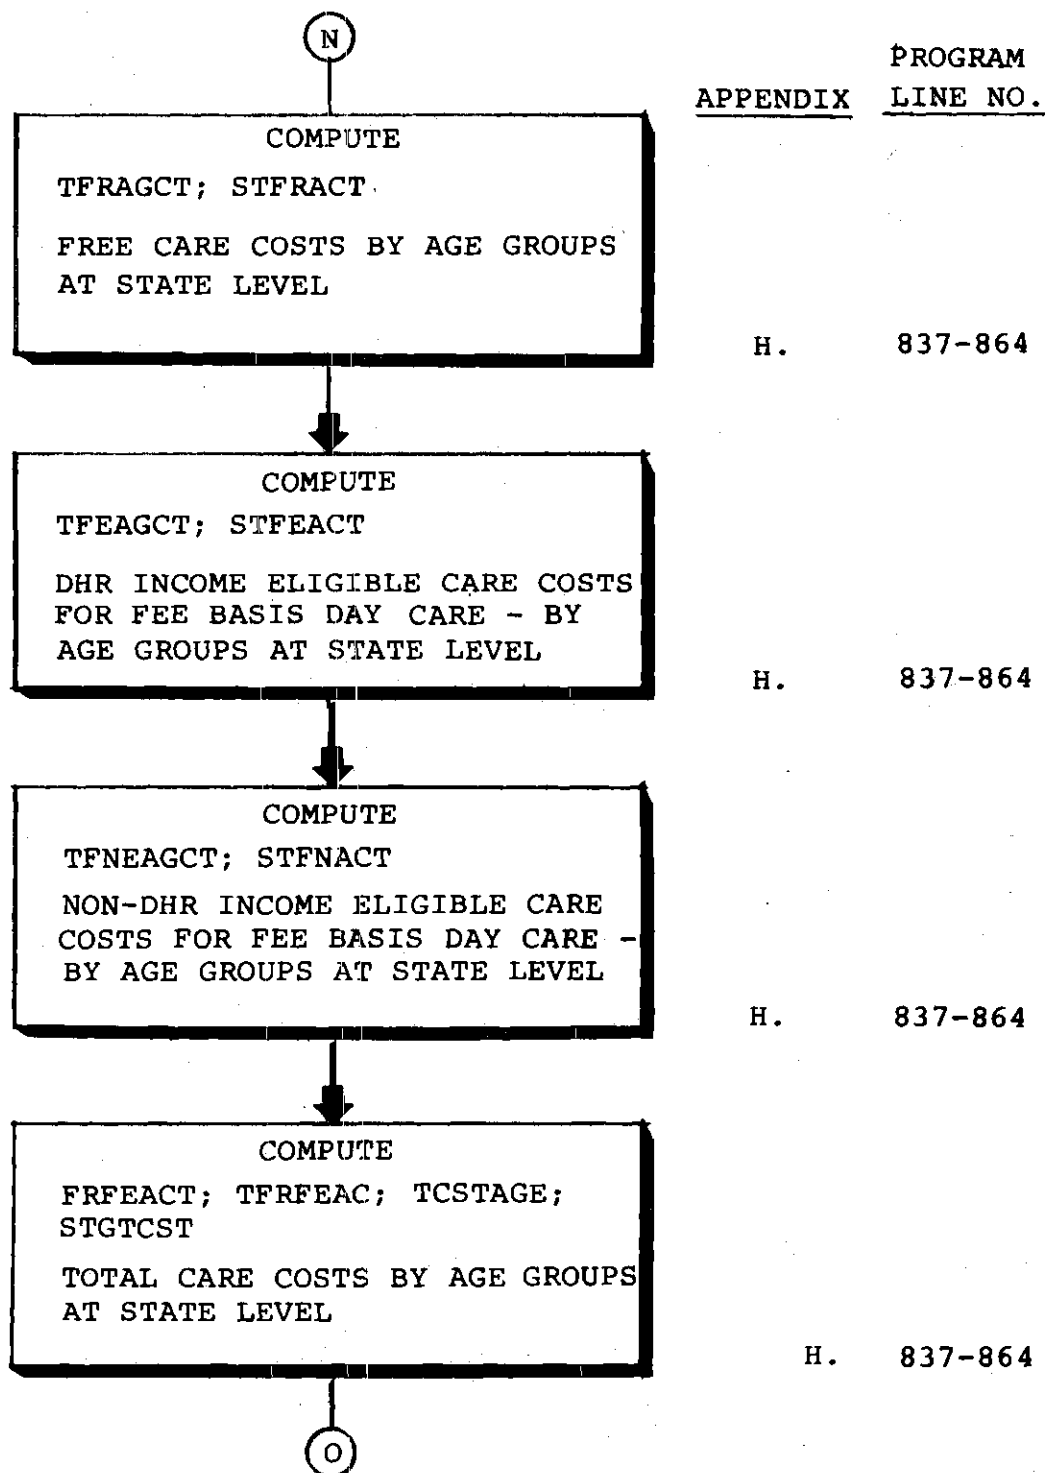 N
PROGRAM
APPENDIX LINE NO.
COMPUTE
TFRAGCT; STFRACT
FREE CARE COSTS BY AGE GROUPS
AT STATE LEVEL
H. 837-864
COMPUTE
TFEAGCT; STFEACT
DHR INCOME ELIGIBLE CARE COSTS
FOR FEE BASIS DAY CARE - BY
AGE GROUPS AT STATE LEVEL
H. 837-864
COMPUTE
TFNEAGCT; STFNACT
NON-DHR INCOME ELIGIBLE CARE
COSTS FOR FEE BASIS DAY CARE -
BY AGE GROUPS AT STATE LEVEL
H. 837-864
COMPUTE
FRFEACT; TFRFEAC; TCSTAGE;
STGTCST
TOTAL CARE COSTS BY AGE GROUPS
AT STATE LEVEL
H. 837-864
O